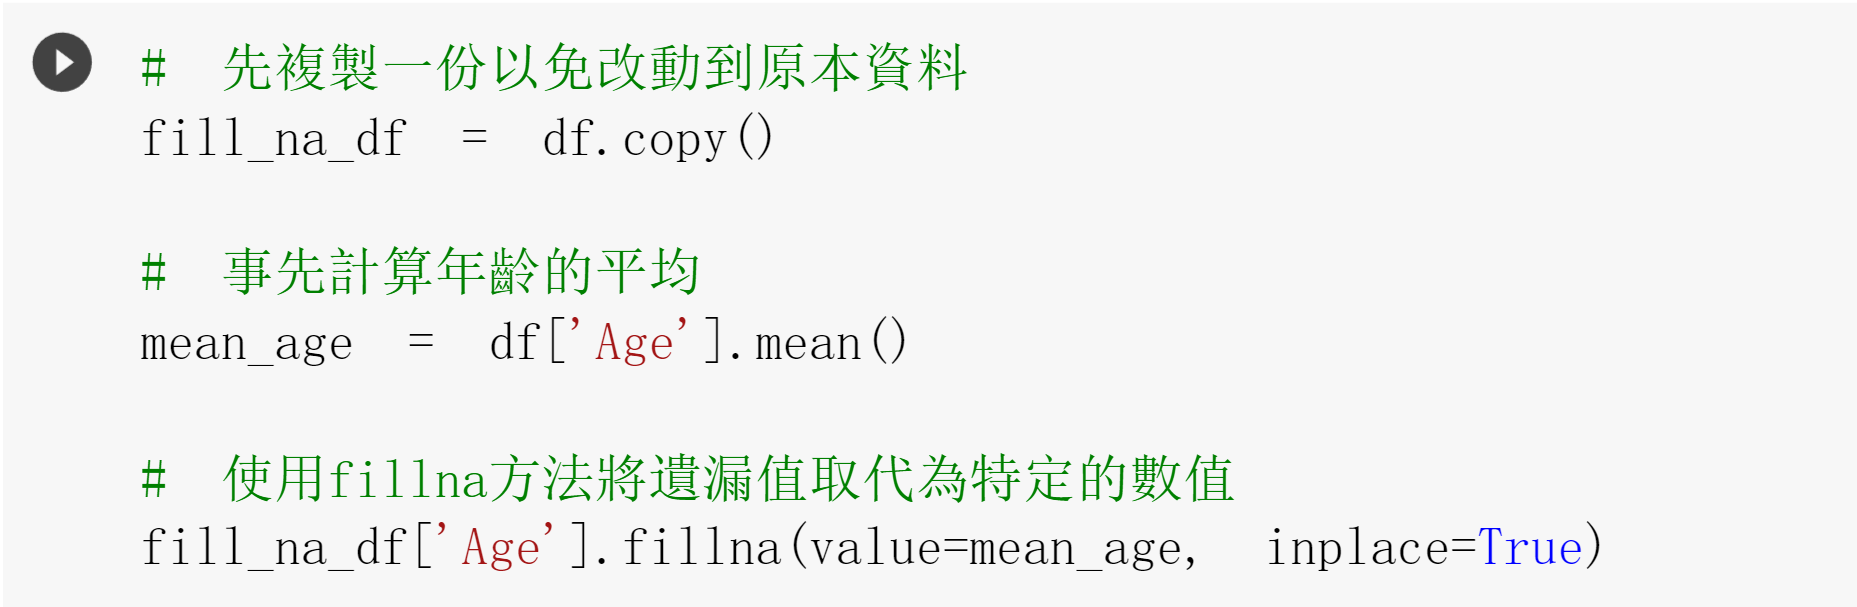 # 先複製一份以免改動到原本資料
fill_na_df = df.copy()
# 事先計算年齡的平均
mean_age = df['Age'].mean()
# 使用fillna方法將遺漏值取代為特定的數值
fill_na_df['Age'].fillna(value=mean_age, inplace=True)